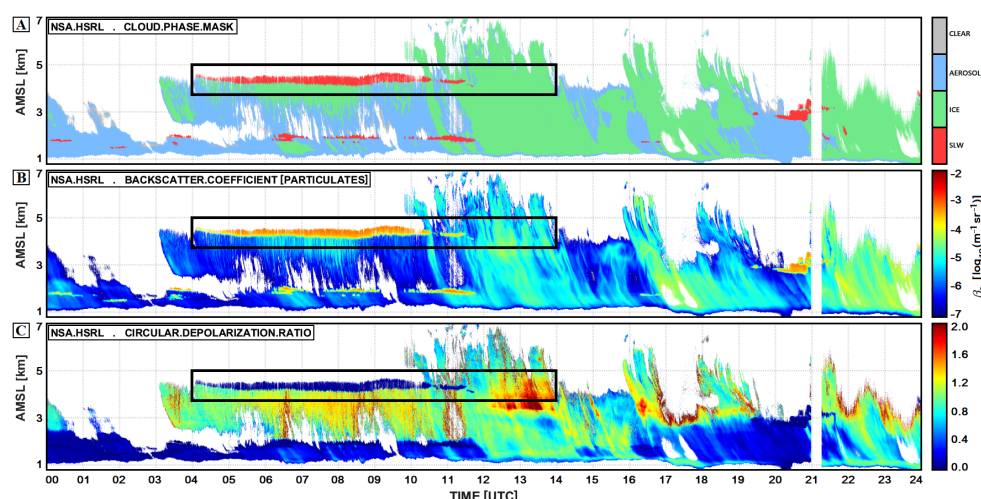 A NSA.HSRL . CLOUD.PHASE.MASK
AMSL [km]
7
5
3
1
CLEAR
AEROSOL
ICE
SLW
B NSA.HSRL . BACKSCATTER.COEFFICIENT [PARTICULATES]
AMSL [km]
7
5
3
1
-2
-3
-4
-5
-6
-7
C NSA.HSRL . CIRCULAR.DEPOLARIZATION.RATIO
AMSL [km]
7
5
3
1
2.0
1.6
1.2
0.8
0.4
0.0
00 01 02 03 04 05 06 07 08 09 10 11 12 13 14 15 16 17 18 19 20 21 22 23 24
TIME [UTC]